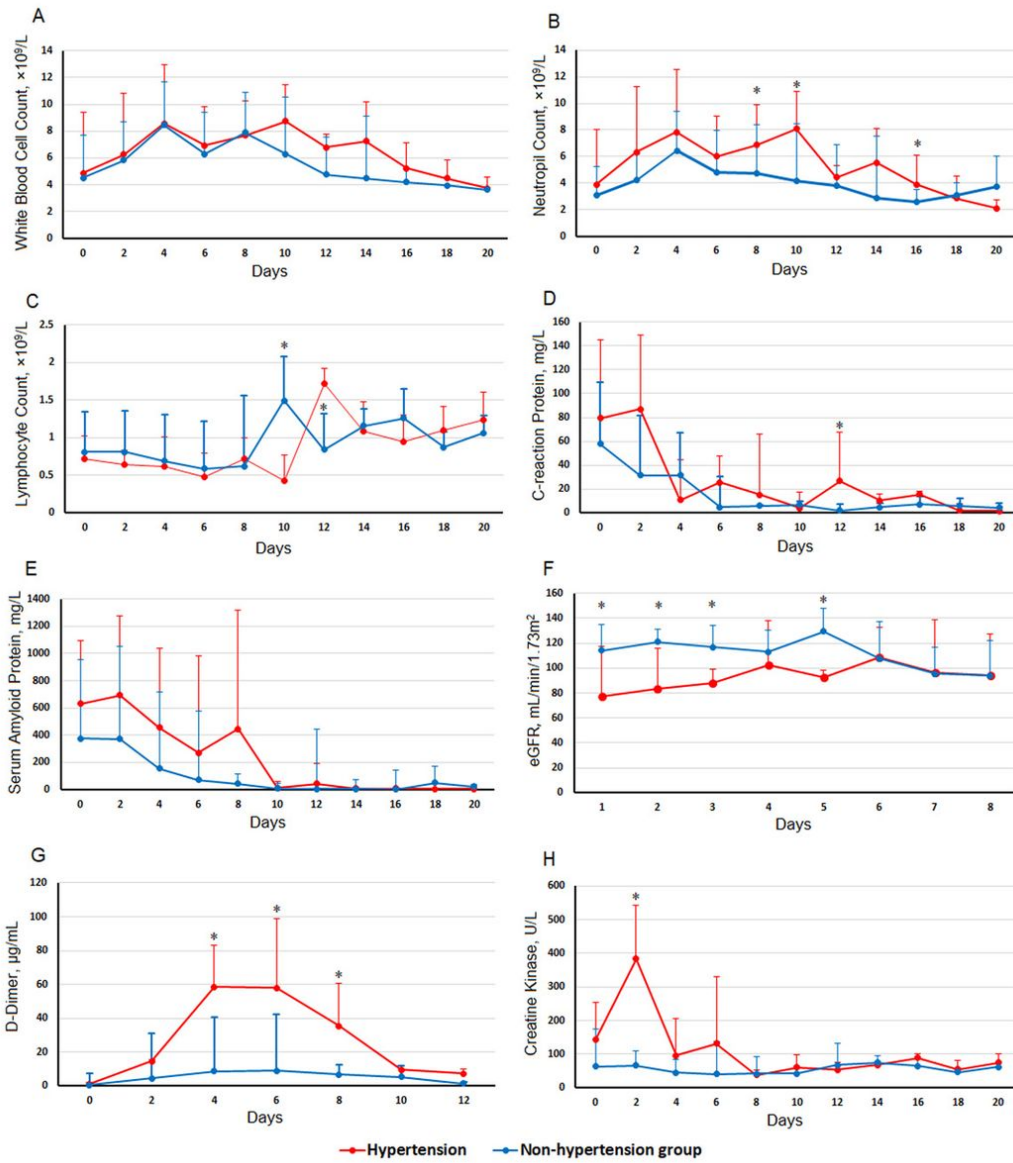 A
White Blood Cell Count, ×10⁹/L
14
12
10
8
6
4
2
0
0 2 4 6 8 10 12 14 16 18 20
Days
B
Neutropil Count, ×10⁹/L
14
12
10
8
6
4
2
0
* * *
0 2 4 6 8 10 12 14 16 18 20
Days
C
Lymphocyte Count, ×10⁹/L
2.5
2
1.5
1
0.5
0
* *
0 2 4 6 8 10 12 14 16 18 20
Days
D
C-reaction Protein, mg/L
160
140
120
100
80
60
40
20
0
*
0 2 4 6 8 10 12 14 16 18 20
Days
E
Serum Amyloid Protein, mg/L
1400
1200
1000
800
600
400
200
0
0 2 4 6 8 10 12 14 16 18 20
Days
F
eGFR, mL/min/1.73m²
160
140
120
100
80
60
40
20
0
* * * *
1 2 3 4 5 6 7 8
Days
G
D-Dimer, µg/mL
120
100
80
60
40
20
0
* * *
0 2 4 6 8 10 12
Days
H
Creatine Kinase, U/L
600
500
400
300
200
100
0
*
0 2 4 6 8 10 12 14 16 18 20
Days
Hypertension Non-hypertension group